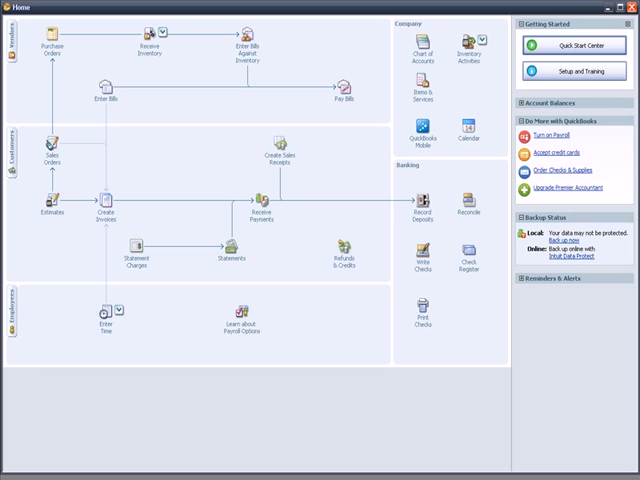 Home
Vendors
Purchase
Orders
Receive
Inventory
Enter Bills
Against
Inventory
Enter Bills
Pay Bills
Customers
Sales
Orders
Create Sales
Receipts
Estimates
Create
Invoices
Receive
Payments
Statement
Charges
Statements
Refunds
& Credits
Employees
Enter
Time
Learn about
Payroll Options
Company
Chart of
Accounts
Inventory
Activities
Items &
Services
QuickBooks
Mobile
14
Calendar
Banking
Record
Deposits
Reconcile
Write
Checks
Check
Register
Print
Checks
Getting Started
Quick Start Center
Setup and Training
Account Balances
Do More with QuickBooks
Turn on Payroll
Accept credit cards
Order Checks & Supplies
Upgrade Premier Accountant
Backup Status
Local: Your data may not be protected.
Back up now
Online: Back up online with
Intuit Data Protect
Reminders & Alerts